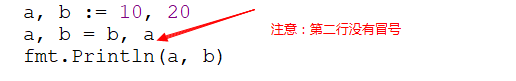 a, b := 10, 20
a, b = b, a
注意：第二行没有冒号
fmt.Println(a, b)